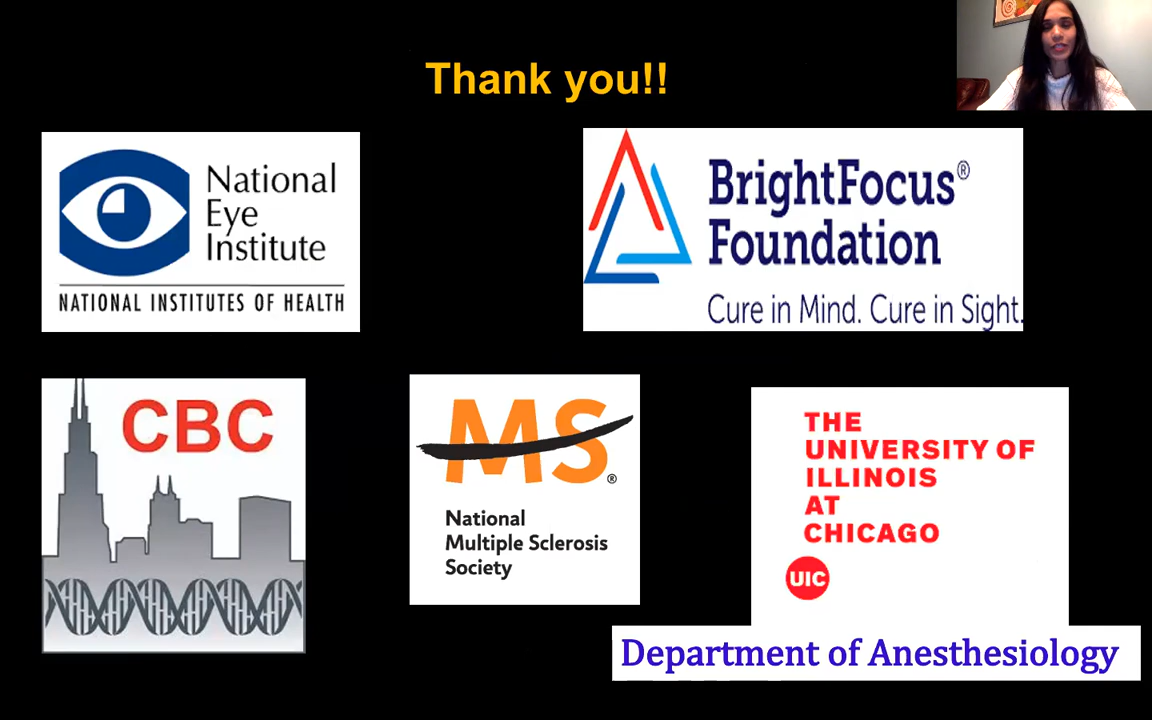 Thank you!!
National
Eye
Institute
NATIONAL INSTITUTES OF HEALTH
BrightFocus®
Foundation
Cure in Mind. Cure in Sight.
CBC
MS®
National
Multiple Sclerosis
Society
THE
UNIVERSITY OF
ILLINOIS
AT
CHICAGO
UIC
Department of Anesthesiology